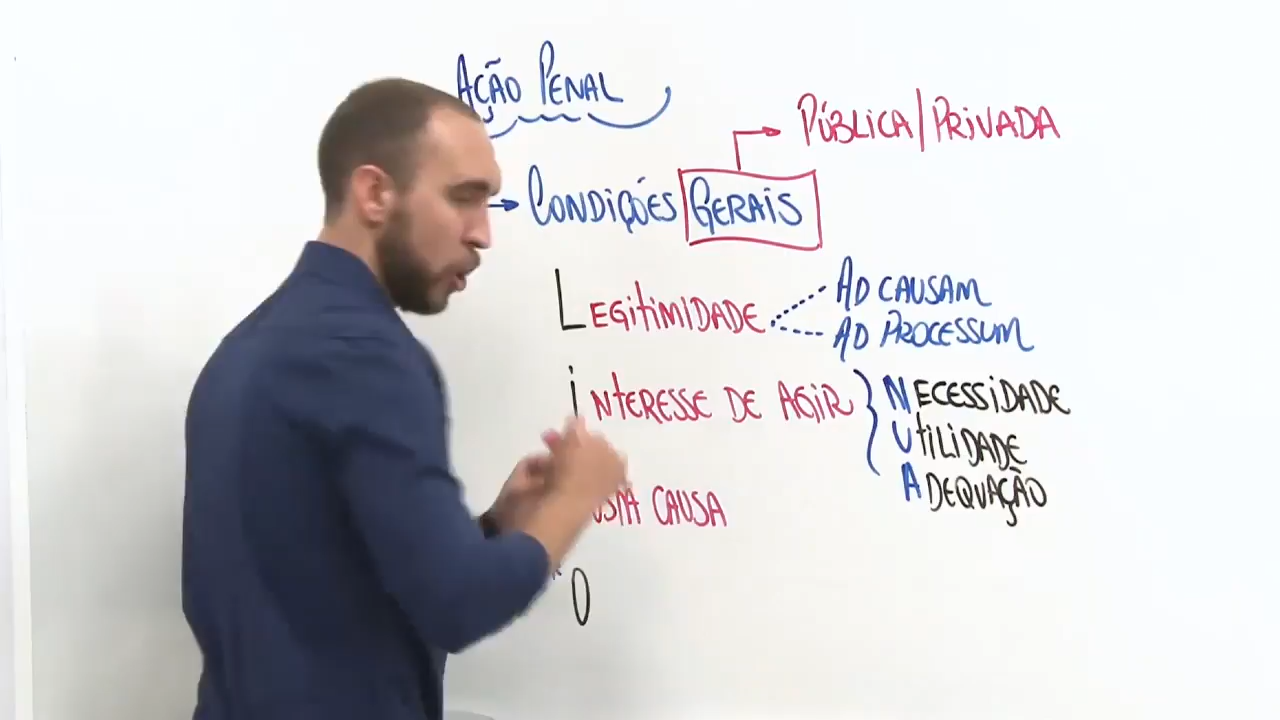 AÇÃO PENAL
PÚBLICA/PRIVADA
CONDIÇÕES GERAIS
LEGITIMIDADE
AD CAUSAM
AD PROCESSUM
INTERESSE DE AGIR
NECESSIDADE
UTILIDADE
ADEQUAÇÃO
CAUSA
O